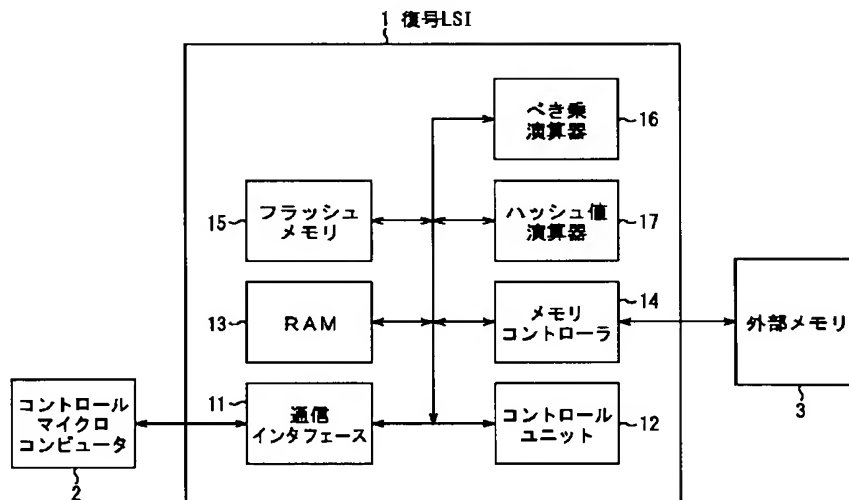 1 復号LSI
べき乗
演算器
16
15
フラッシュ
メモリ
ハッシュ値
演算器
17
13
RAM
メモリ
コントローラ
14
外部メモリ
3
コントロール
マイクロ
コンピュータ
2
11
通信
インタフェース
コントロール
ユニット
12